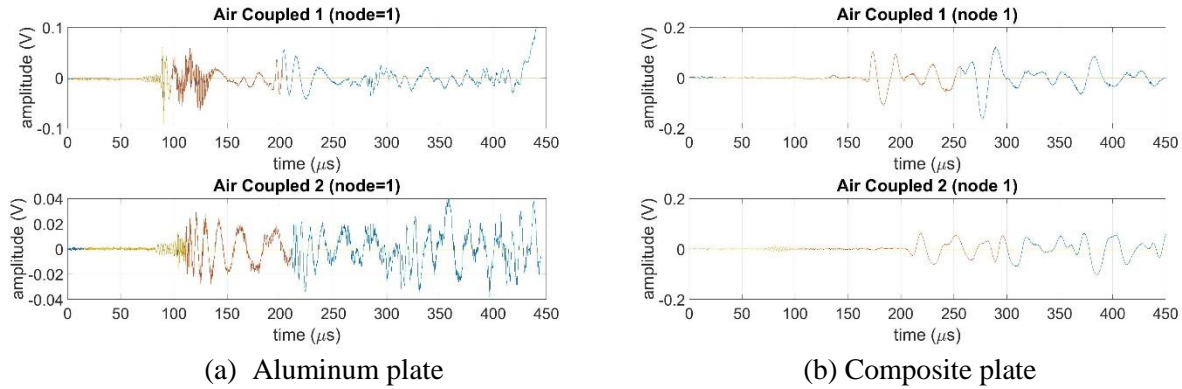 Air Coupled 1 (node=1)
amplitude (V)
0.1
0
-0.1
0 50 100 150 200 250 300 350 400 450
time (μs)
Air Coupled 2 (node=1)
amplitude (V)
0.04
0.02
0
-0.02
-0.04
0 50 100 150 200 250 300 350 400 450
time (μs)
(a) Aluminum plate
Air Coupled 1 (node 1)
amplitude (V)
0.2
0
-0.2
0 50 100 150 200 250 300 350 400 450
time (μs)
Air Coupled 2 (node 1)
amplitude (V)
0.2
0
-0.2
0 50 100 150 200 250 300 350 400 450
time (μs)
(b) Composite plate